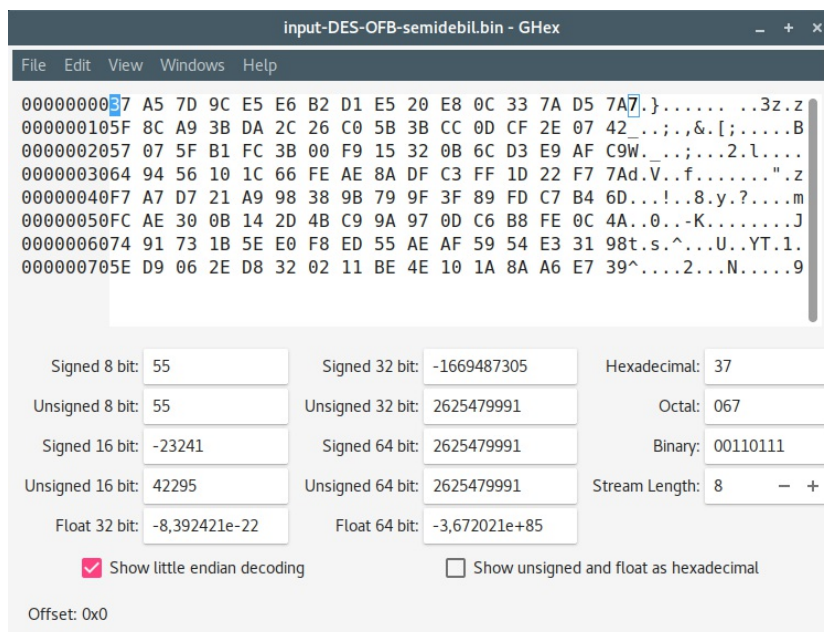 input-DES-OFB-semidebil.bin - GHex
File Edit View Windows Help
0000000037 A5 7D 9C E5 E6 B2 D1 E5 20 E8 0C 33 7A D5 7A7.}...... ..3z.z
000000105F 8C A9 3B DA 2C 26 C0 5B 3B CC 0D CF 2E 07 42_..;.,&.[;.....B
0000002057 07 5F B1 FC 3B 00 F9 15 32 0B 6C D3 E9 AF C9W._..;...2.l....
0000003064 94 56 10 1C 66 FE AE 8A DF C3 FF 1D 22 F7 7Ad.V..f.......".z
00000040F7 A7 D7 21 A9 98 38 9B 79 9F 3F 89 FD C7 B4 6D...!..8.y.?....m
00000050FC AE 30 0B 14 2D 4B C9 9A 97 0D C6 B8 FE 0C 4A..0..-K........J
0000006074 91 73 1B 5E E0 F8 ED 55 AE AF 59 54 E3 31 98t.s.^...U..YT.1.
000000705E D9 06 2E D8 32 02 11 BE 4E 10 1A 8A A6 E7 39^....2...N.....9
Signed 8 bit: 55 Signed 32 bit: -1669487305 Hexadecimal: 37
Unsigned 8 bit: 55 Unsigned 32 bit: 2625479991 Octal: 067
Signed 16 bit: -23241 Signed 64 bit: 2625479991 Binary: 00110111
Unsigned 16 bit: 42295 Unsigned 64 bit: 2625479991 Stream Length: 8 − +
Float 32 bit: -8,392421e-22 Float 64 bit: -3,672021e+85
Show little endian decoding Show unsigned and float as hexadecimal
Offset: 0x0